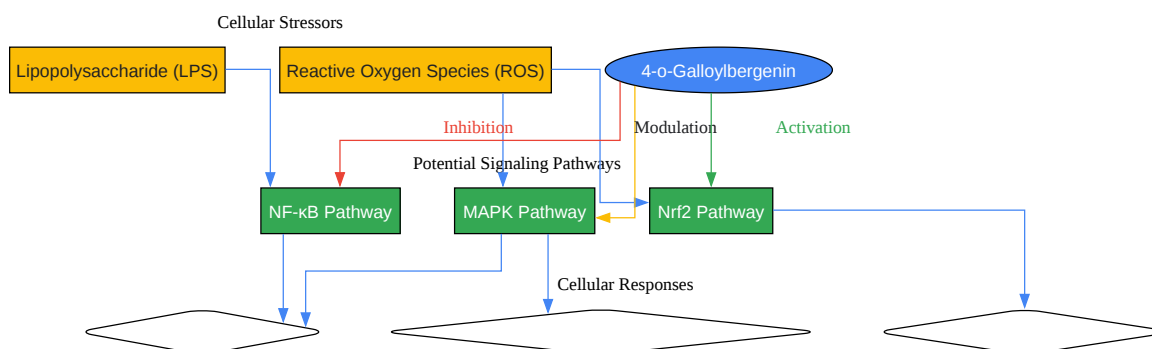 Cellular Stressors
Lipopolysaccharide (LPS)
Reactive Oxygen Species (ROS)
4-o-Galloylbergenin
Inhibition
Modulation
Activation
Potential Signaling Pathways
NF-κB Pathway
MAPK Pathway
Nrf2 Pathway
Cellular Responses